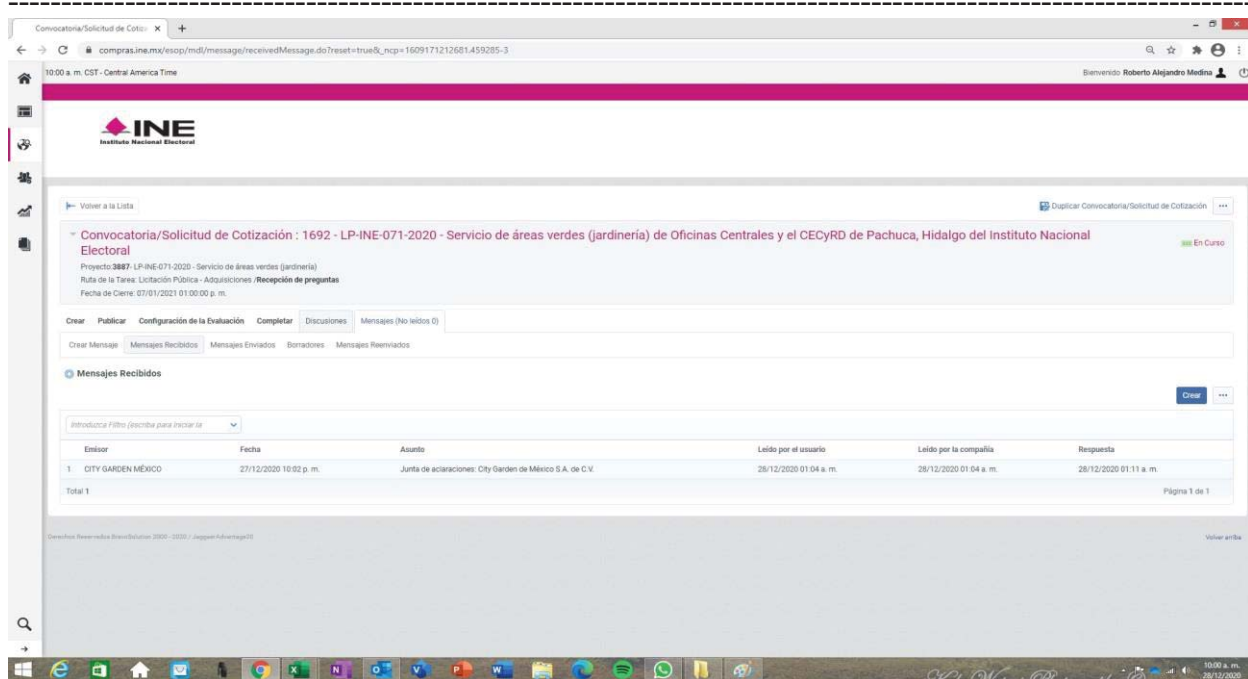 Convocatoria/Solicitud de Cotiz
compras.ine.mx/esop/mdl/message/receivedMessage.do?reset=true&_ncp=1609171212681.459285-3
10:00 a. m. CST - Central America Time
Bienvenido Roberto Alejandro Medina
INE
Instituto Nacional Electoral
Volver a la Lista
Duplicar Convocatoria/Solicitud de Cotización
Convocatoria/Solicitud de Cotización : 1692 - LP-INE-071-2020 - Servicio de áreas verdes (jardinería) de Oficinas Centrales y el CECyRD de Pachuca, Hidalgo del Instituto Nacional
Electoral
En Curso
Proyecto:3887- LP-INE-071-2020 - Servicio de áreas verdes (jardinería)
Ruta de la Tarea: Licitación Pública - Adquisiciones /Recepción de preguntas
Fecha de Cierre: 07/01/2021 01:00:00 p. m.
Crear Publicar Configuración de la Evaluación Completar Discusiones Mensajes (No leídos 0)
Crear Mensaje Mensajes Recibidos Mensajes Enviados Borradores Mensajes Reenviados
Mensajes Recibidos
Crear ...
Introduzca Filtro (escriba para iniciar la
Emisor Fecha Asunto Leído por el usuario Leído por la compañía Respuesta
1 CITY GARDEN MÉXICO 27/12/2020 10:02 p. m. Junta de aclaraciones: City Garden de México S.A. de C.V. 28/12/2020 01:04 a. m. 28/12/2020 01:04 a. m. 28/12/2020 01:11 a. m.
Total 1
Página 1 de 1
Volver arriba
10:00 a. m.
28/12/2020